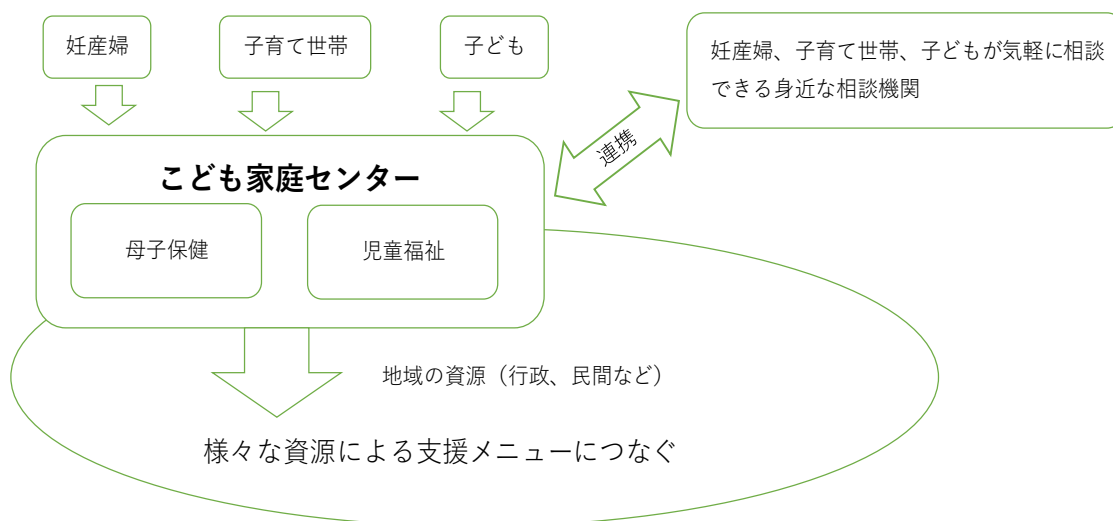 妊産婦
子育て世帯
子ども
妊産婦、子育て世帯、子どもが気軽に相談
できる身近な相談機関
連携
こども家庭センター
母子保健
児童福祉
地域の資源（行政、民間など）
様々な資源による支援メニューにつなぐ